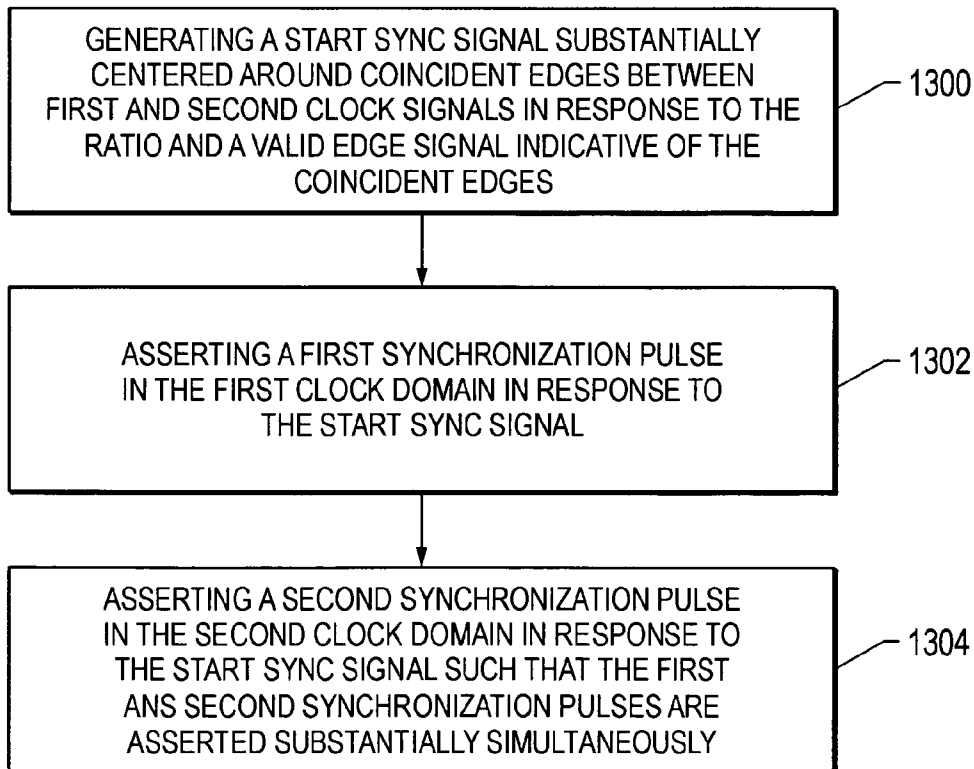 GENERATING A START SYNC SIGNAL SUBSTANTIALLY
CENTERED AROUND COINCIDENT EDGES BETWEEN
FIRST AND SECOND CLOCK SIGNALS IN RESPONSE TO THE
RATIO AND A VALID EDGE SIGNAL INDICATIVE OF THE
COINCIDENT EDGES
1300
ASSERTING A FIRST SYNCHRONIZATION PULSE
IN THE FIRST CLOCK DOMAIN IN RESPONSE TO
THE START SYNC SIGNAL
1302
ASSERTING A SECOND SYNCHRONIZATION PULSE
IN THE SECOND CLOCK DOMAIN IN RESPONSE TO
THE START SYNC SIGNAL SUCH THAT THE FIRST
ANS SECOND SYNCHRONIZATION PULSES ARE
ASSERTED SUBSTANTIALLY SIMULTANEOUSLY
1304